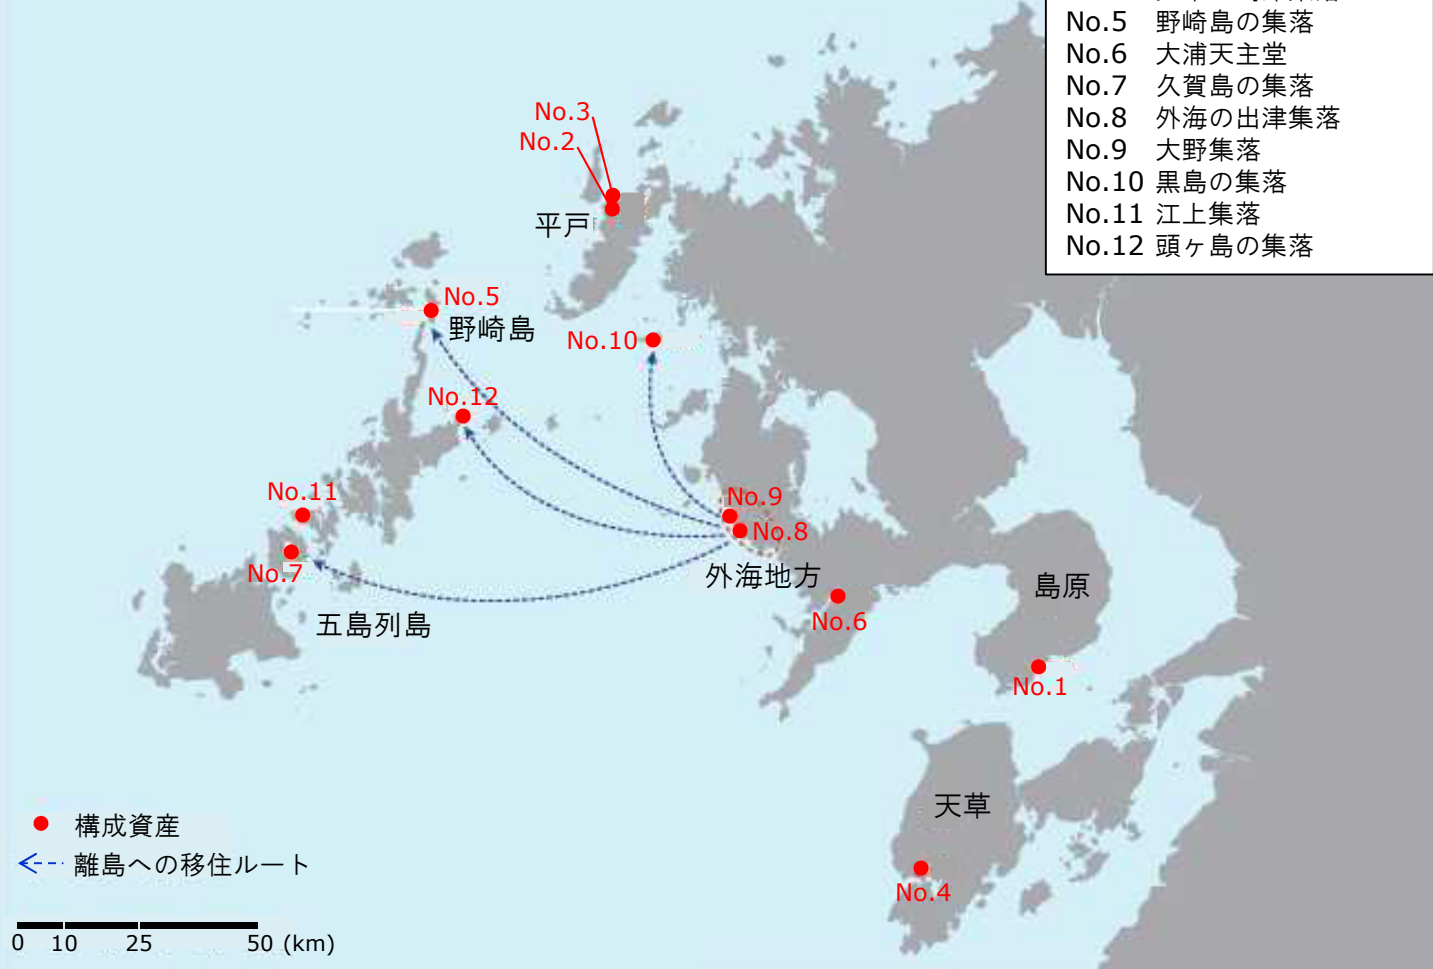 No.5 野崎島の集落
No.6 大浦天主堂
No.7 久賀島の集落
No.8 外海の出津集落
No.9 大野集落
No.10 黒島の集落
No.11 江上集落
No.12 頭ヶ島の集落
No.3
No.2
平戸
No.5
野崎島
No.10
No.12
No.11
No.9
No.8
No.7
外海地方
五島列島
No.6
島原
No.1
天草
No.4
構成資産
離島への移住ルート
0 10 25 50 (km)